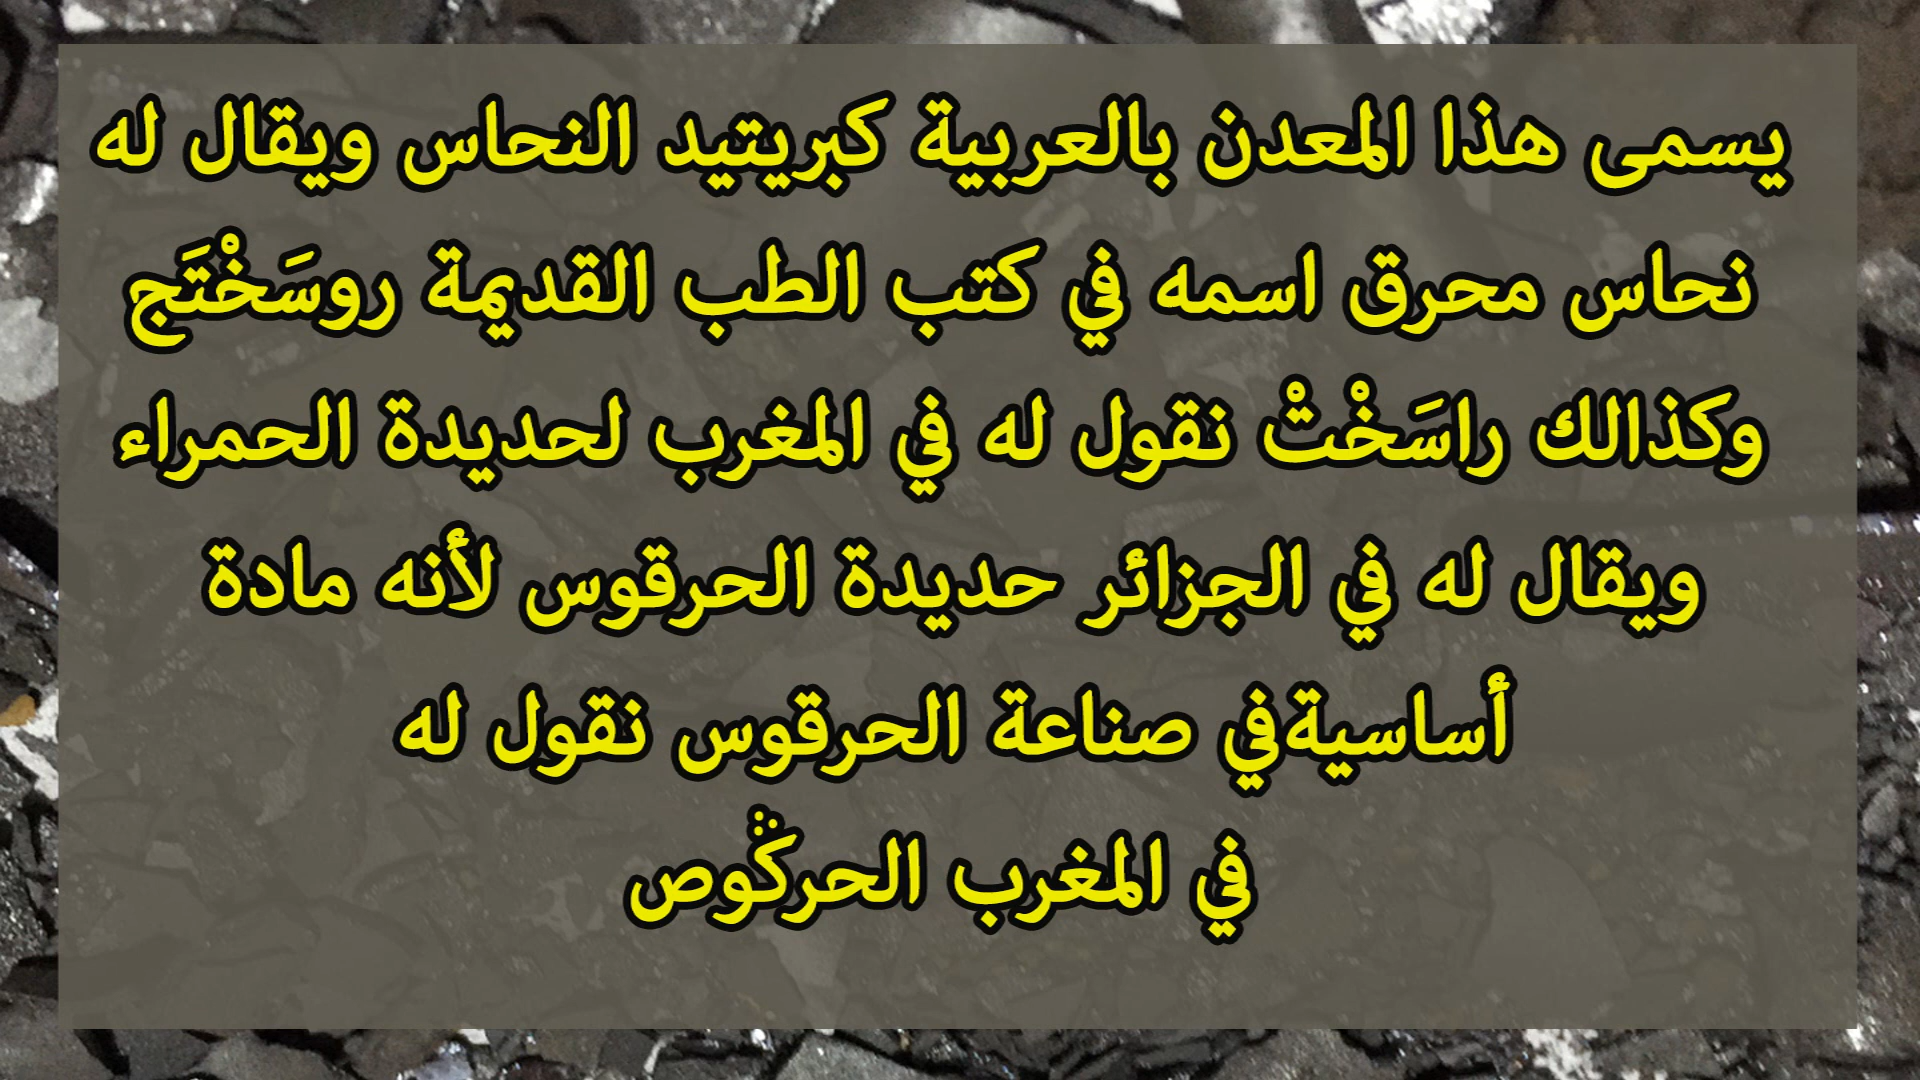 يسمى هذا المعدن بالعربية كبريتيد النحاس ويقال له
نحاس محرق اسمه في كتب الطب القديمة روسَخْتَج
وكذالك راسَخْتْ نقول له في المغرب لحديدة الحمراء
ويقال له في الجزائر حديدة الحرقوس لأنه مادة
أساسيةفي صناعة الحرقوس نقول له
في المغرب الحرڭوص